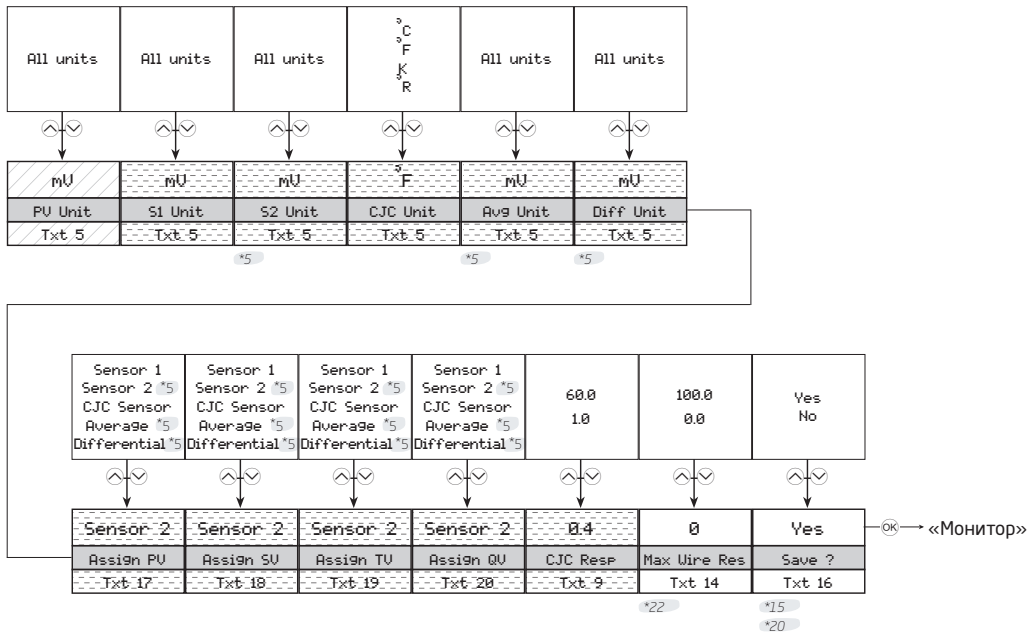 All units All units All units °C All units All units
°F
K
°R
mV mV mV °F mV mV
PV Unit S1 Unit S2 Unit CJC Unit Avg Unit Diff Unit
Txt 5 Txt 5 Txt 5 Txt 5 Txt 5 Txt 5
*5 *5 *5
Sensor 1 Sensor 1 Sensor 1 Sensor 1
Sensor 2 *5 Sensor 2 *5 Sensor 2 *5 Sensor 2 *5 60.0 100.0 Yes
CJC Sensor CJC Sensor CJC Sensor CJC Sensor 1.0 0.0 No
Average *5 Average *5 Average *5 Average *5
Differential *5 Differential *5 Differential *5 Differential *5
Sensor 2 Sensor 2 Sensor 2 Sensor 2 0.4 0 Yes OK «Монитор»
Assign PV Assign SV Assign TV Assign QV CJC Resp Max Wire Res Save ?
Txt 17 Txt 18 Txt 19 Txt 20 Txt 9 Txt 14 Txt 16
*22 *15
*20